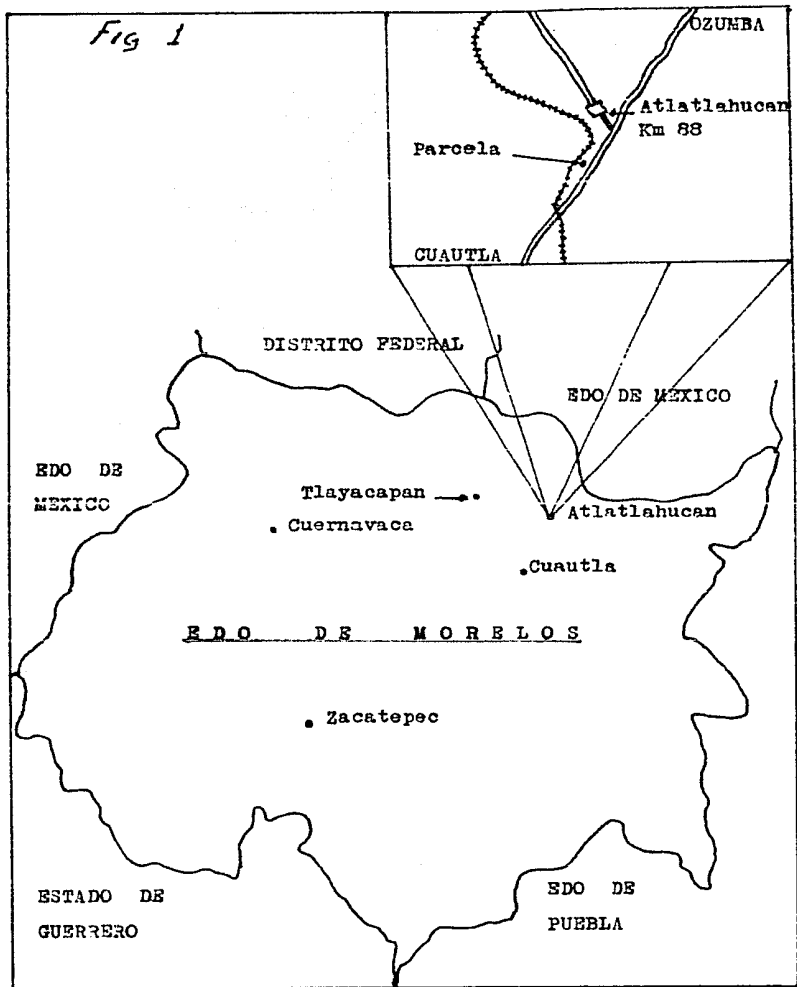 Fig 1
OZUMBA
Atlatlahucan
Km 88
Parcela
CUAUTLA
DISTRITO FEDERAL
EDO DE MEXICO
EDO DE
MEXICO
Tlayacapan
Atlatlahucan
Cuernavaca
Cuautla
EDO DE MORELOS
Zacatepec
ESTADO DE
GUERRERO
EDO DE
PUEBLA